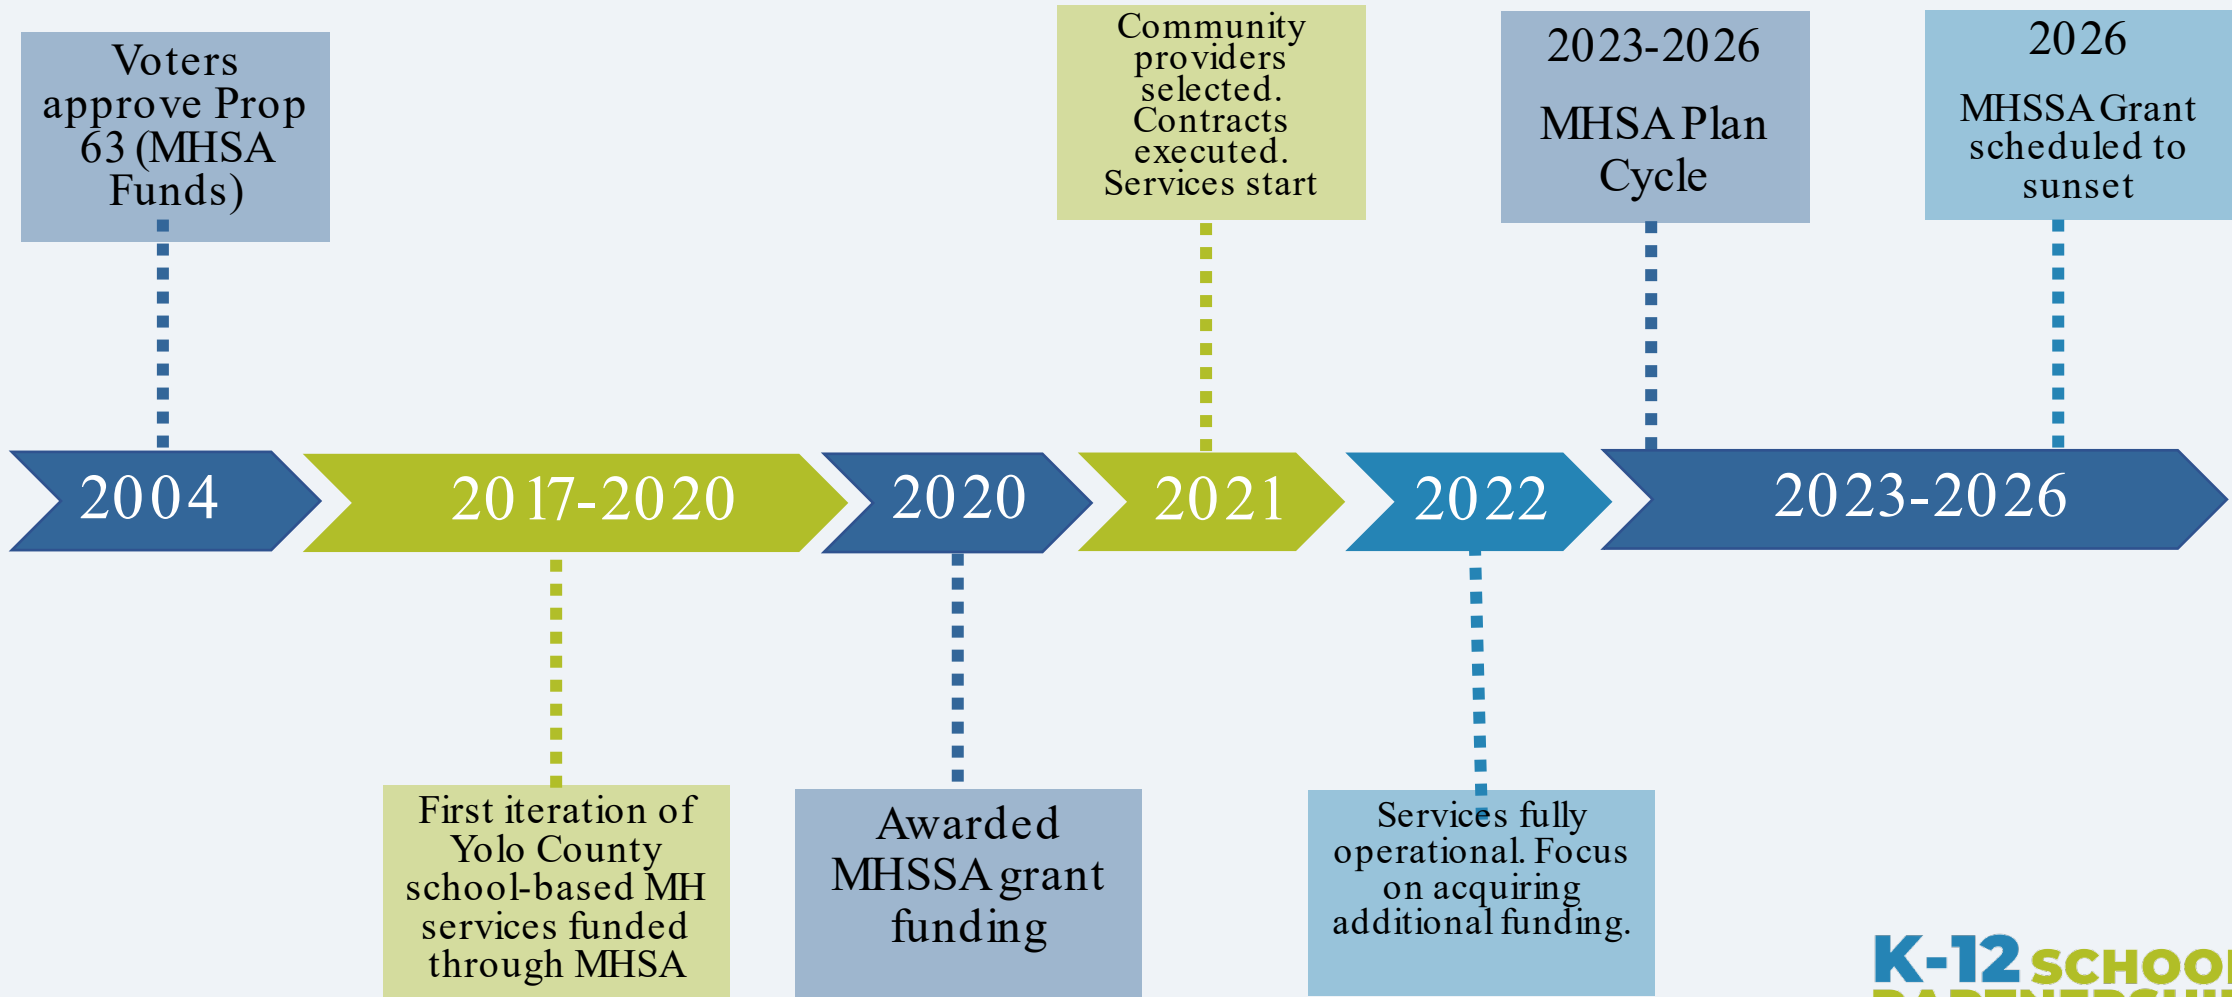 Voters
approve Prop
63 (MHSA
Funds)
Community
providers
selected.
Contracts
executed.
Services start
2023-2026
MHSA Plan
Cycle
2026
MHSSA Grant
scheduled to
sunset
2004
2017-2020
2020
2021
2022
2023-2026
First iteration of
Yolo County
school-based MH
services funded
through MHSA
Awarded
MHSSA grant
funding
Services fully
operational. Focus
on acquiring
additional funding.
K-12 SCHOOL